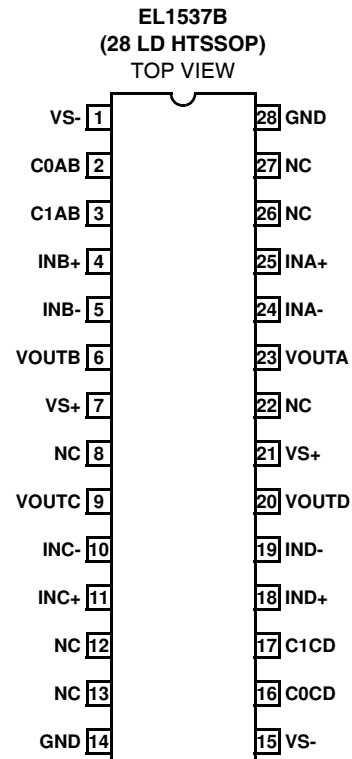 EL1537B
(28 LD HTSSOP)
TOP VIEW
VS- 1 28 GND
C0AB 2 27 NC
C1AB 3 26 NC
INB+ 4 25 INA+
INB- 5 24 INA-
VOUTB 6 23 VOUTA
VS+ 7 22 NC
NC 8 21 VS+
VOUTC 9 20 VOUTD
INC- 10 19 IND-
INC+ 11 18 IND+
NC 12 17 C1CD
NC 13 16 C0CD
GND 14 15 VS-